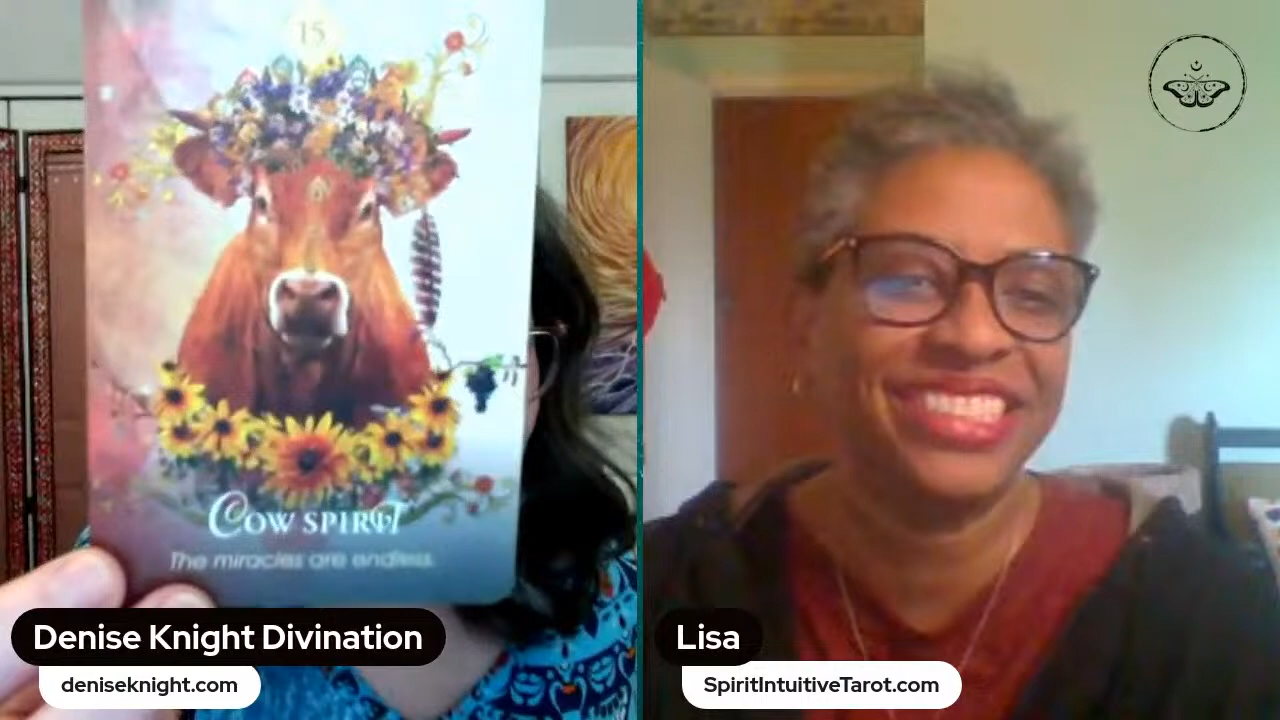 15
Cow Spirit
The miracles are endless.
Denise Knight Divination
deniseknight.com
Lisa
SpiritIntuitiveTarot.com